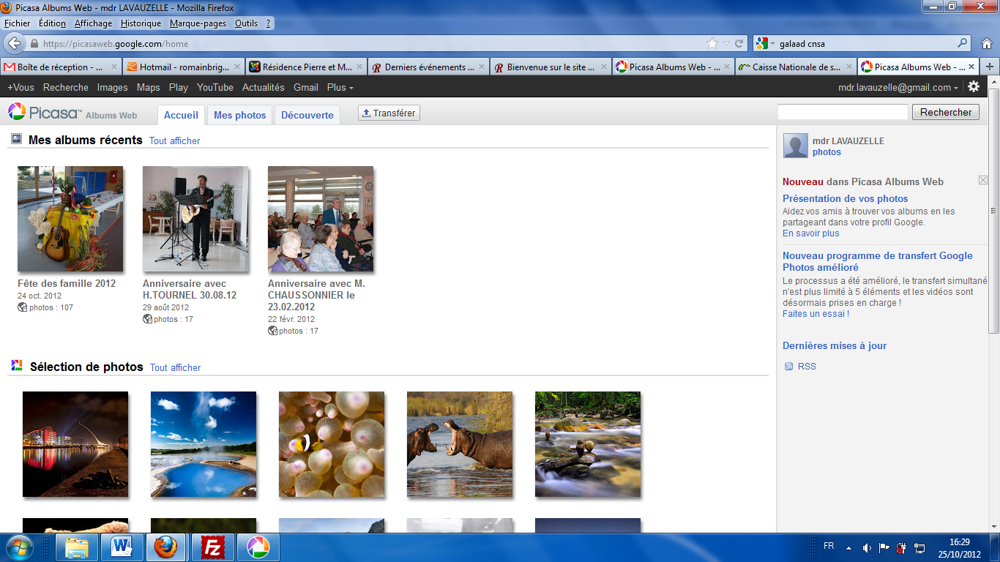 Picasa Albums Web - mdr LAVAUZELLE - Mozilla Firefox
Fichier Édition Affichage Historique Marque-pages Outils ?
https://picasaweb.google.com/home
galaad cnsa
Boîte de réception - ...
Hotmail - romainbrig...
Résidence Pierre et M...
Derniers événements ...
Bienvenue sur le site ...
Picasa Albums Web - ...
Caisse Nationale de s...
Picasa Albums Web - ...
+Vous Recherche Images Maps Play YouTube Actualités Gmail Plus
mdr.lavauzelle@gmail.com
Picasa™ Albums Web
Accueil
Mes photos
Découverte
Transférer
Rechercher
Mes albums récents Tout afficher
Fête des famille 2012
24 oct. 2012
photos : 107
Anniversaire avec
H.TOURNEL 30.08.12
29 août 2012
photos : 17
Anniversaire avec M.
CHAUSSONNIER le
23.02.2012
22 févr. 2012
photos : 17
Sélection de photos Tout afficher
mdr LAVAUZELLE
photos
Nouveau dans Picasa Albums Web
Présentation de vos photos
Aidez vos amis à trouver vos albums en les
partageant dans votre profil Google.
En savoir plus
Nouveau programme de transfert Google
Photos amélioré
Le processus a été amélioré, le transfert simultané
n'est plus limité à 5 éléments et les vidéos sont
désormais prises en charge !
Faites un essai !
Dernières mises à jour
RSS
FR
16:29
25/10/2012